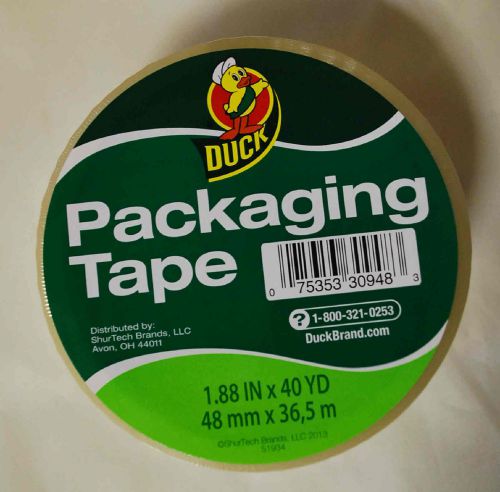 DUCK
Packaging
Tape
0 75353 30948 3
? 1-800-321-0253
DuckBrand.com
Distributed by:
ShurTech Brands, LLC
Avon, OH 44011
1.88 IN x 40 YD
48 mm x 36,5 m
©ShurTech Brands, LLC 2013
51934